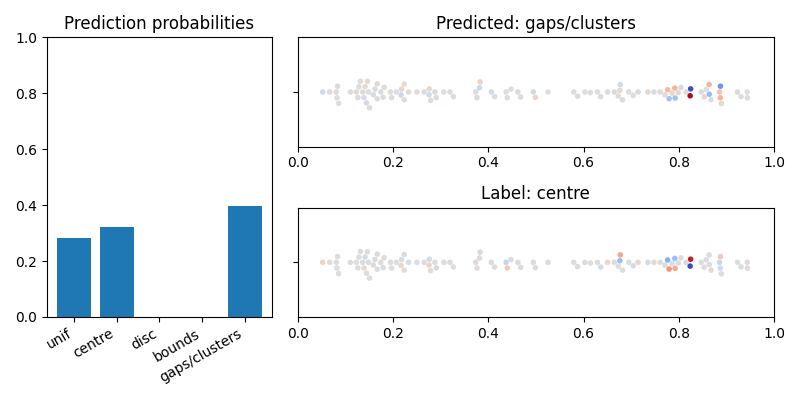 Prediction probabilities
1.0
0.8
0.6
0.4
0.2
0.0
unif
centre
disc
bounds
gaps/clusters
Predicted: gaps/clusters
0.0 0.2 0.4 0.6 0.8 1.0
Label: centre
0.0 0.2 0.4 0.6 0.8 1.0